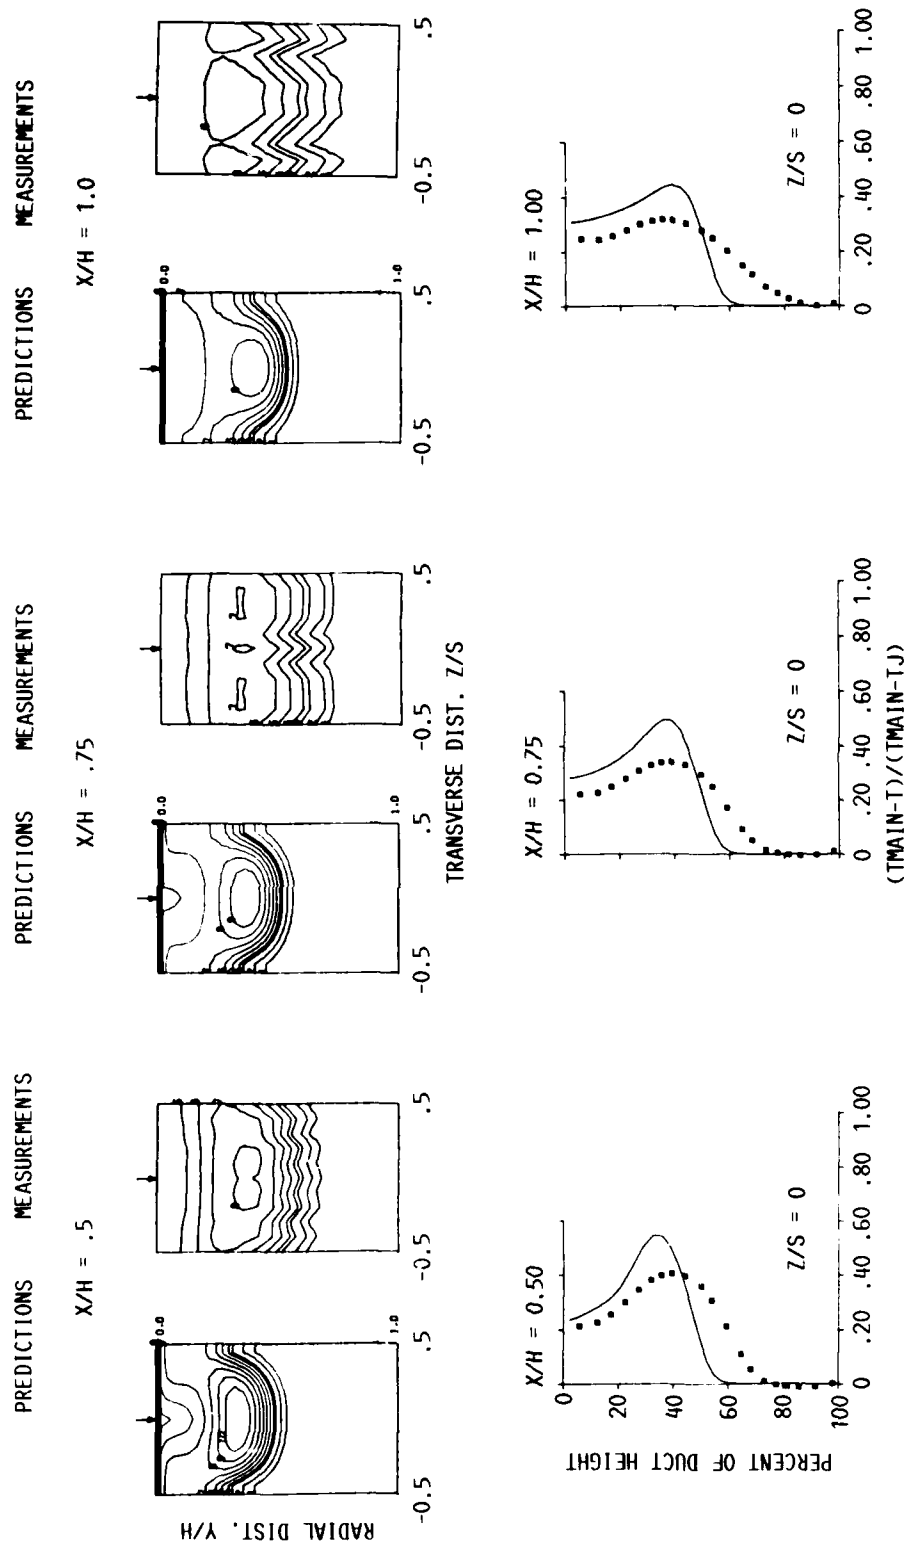 PREDICTIONS MEASUREMENTS
X/H = .5
PREDICTIONS MEASUREMENTS
X/H = .75
PREDICTIONS MEASUREMENTS
X/H = 1.0
RADIAL DIST. Y/H
0.0
1.0
-0.5 .5
-0.5 .5
0.0
1.0
-0.5 .5
-0.5 .5
0.0
1.0
-0.5 .5
-0.5 .5
TRANSVERSE DIST. Z/S
X/H = 0.50
X/H = 0.75
X/H = 1.00
PERCENT OF DUCT HEIGHT
0
20
40
60
80
100
Z/S = 0
Z/S = 0
Z/S = 0
0 .20 .40 .60 .80 1.00
0 .20 .40 .60 .80 1.00
0 .20 .40 .60 .80 1.00
(TMAIN-T)/(TMAIN-TJ)